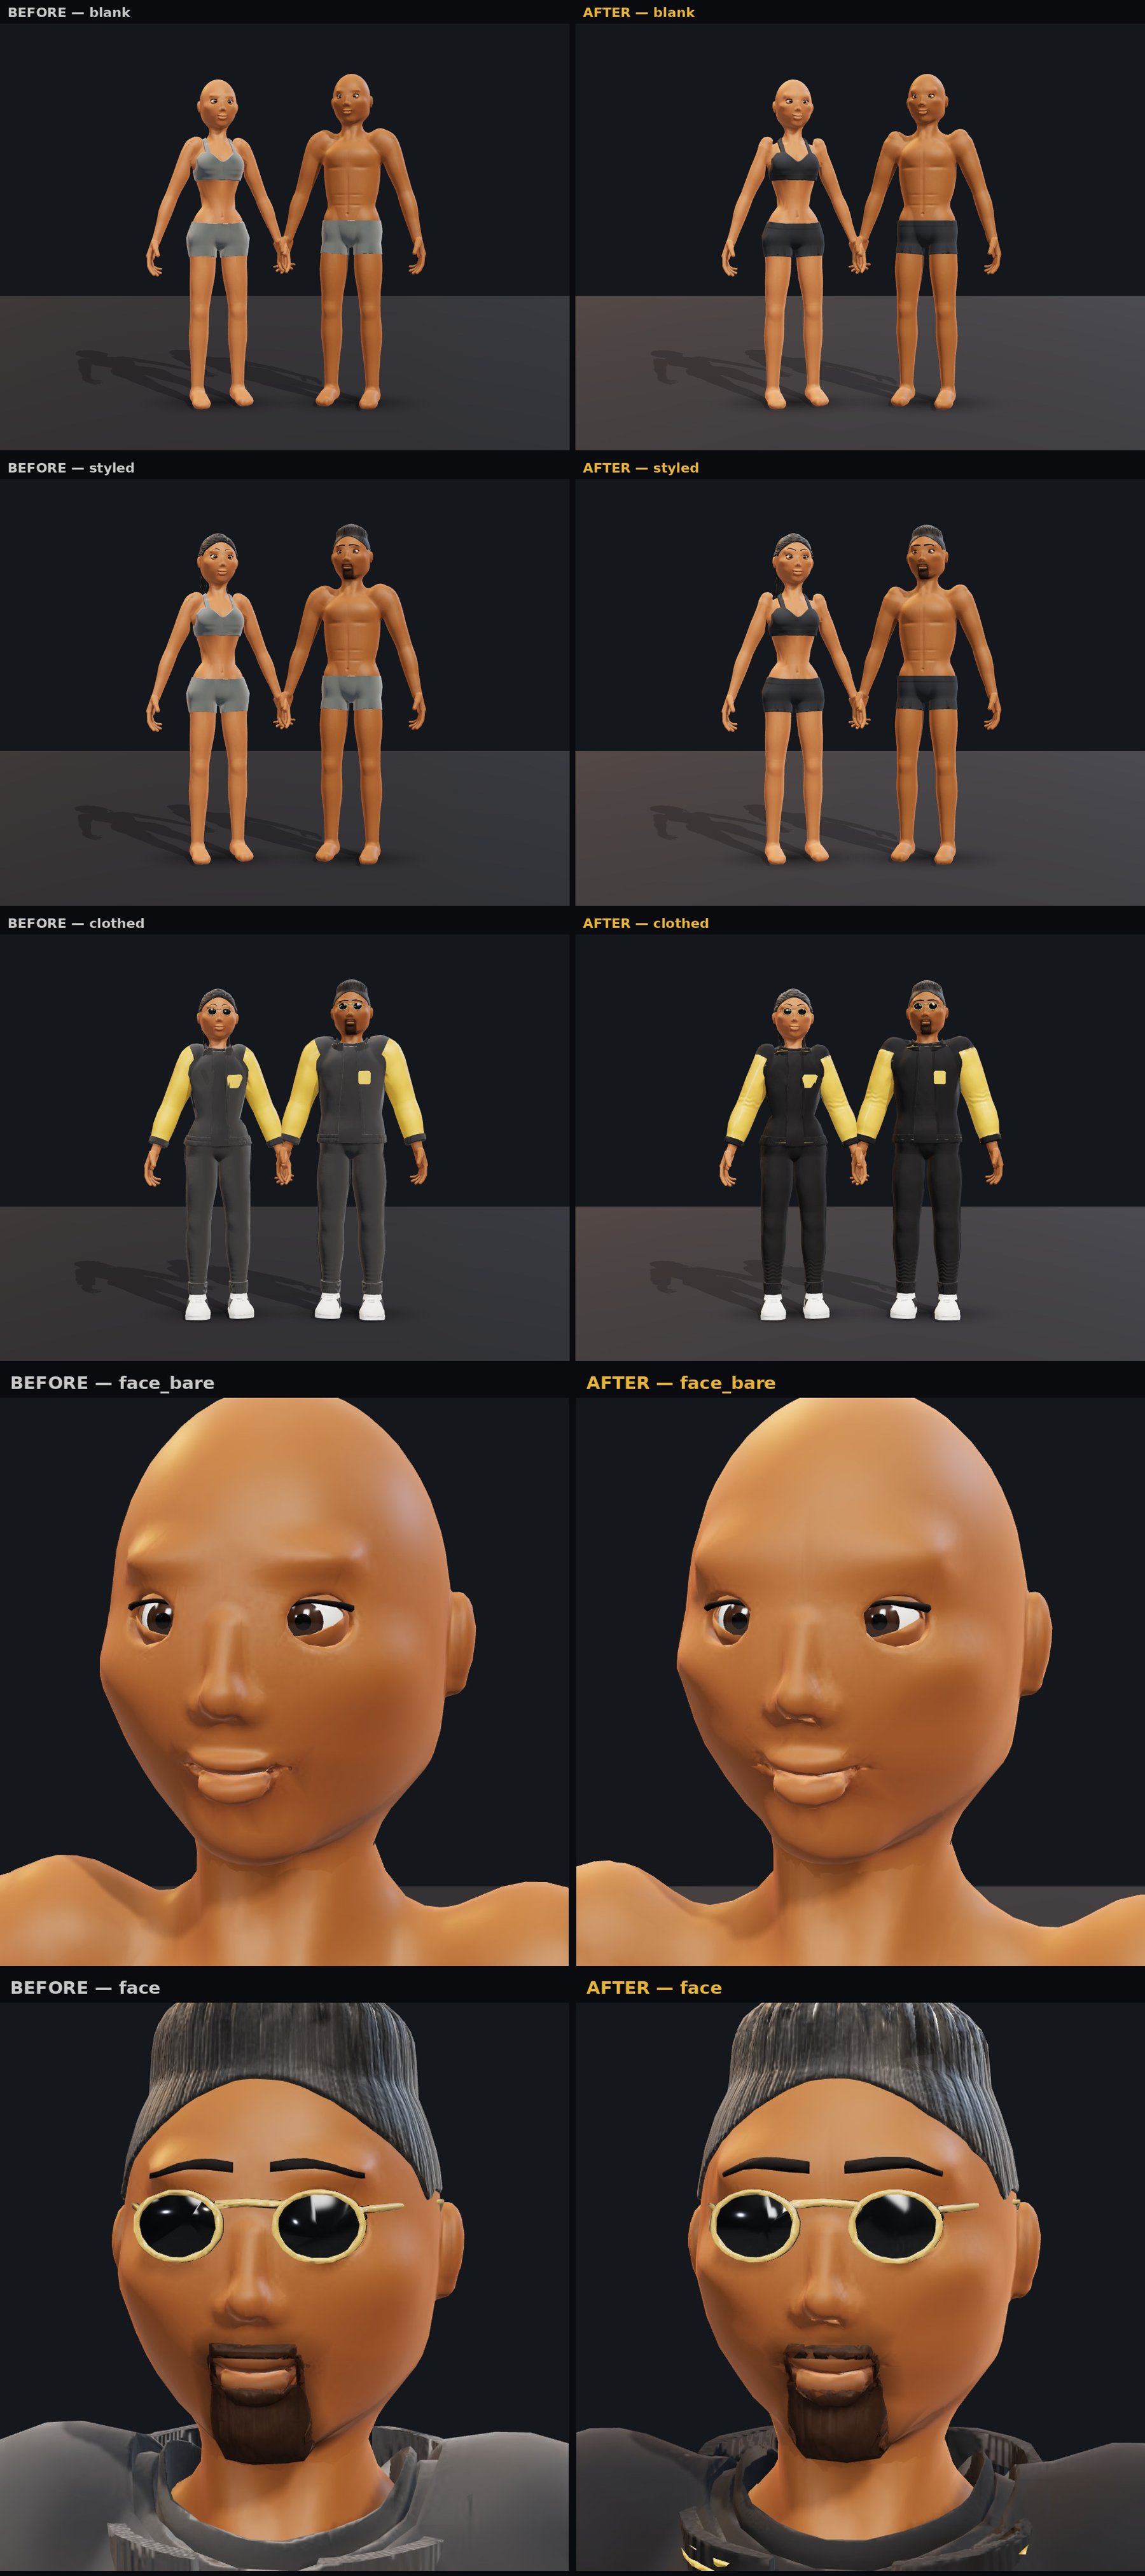 BEFORE — blank
AFTER — blank
BEFORE — styled
AFTER — styled
BEFORE — clothed
AFTER — clothed
BEFORE — face_bare
AFTER — face_bare
BEFORE — face
AFTER — face